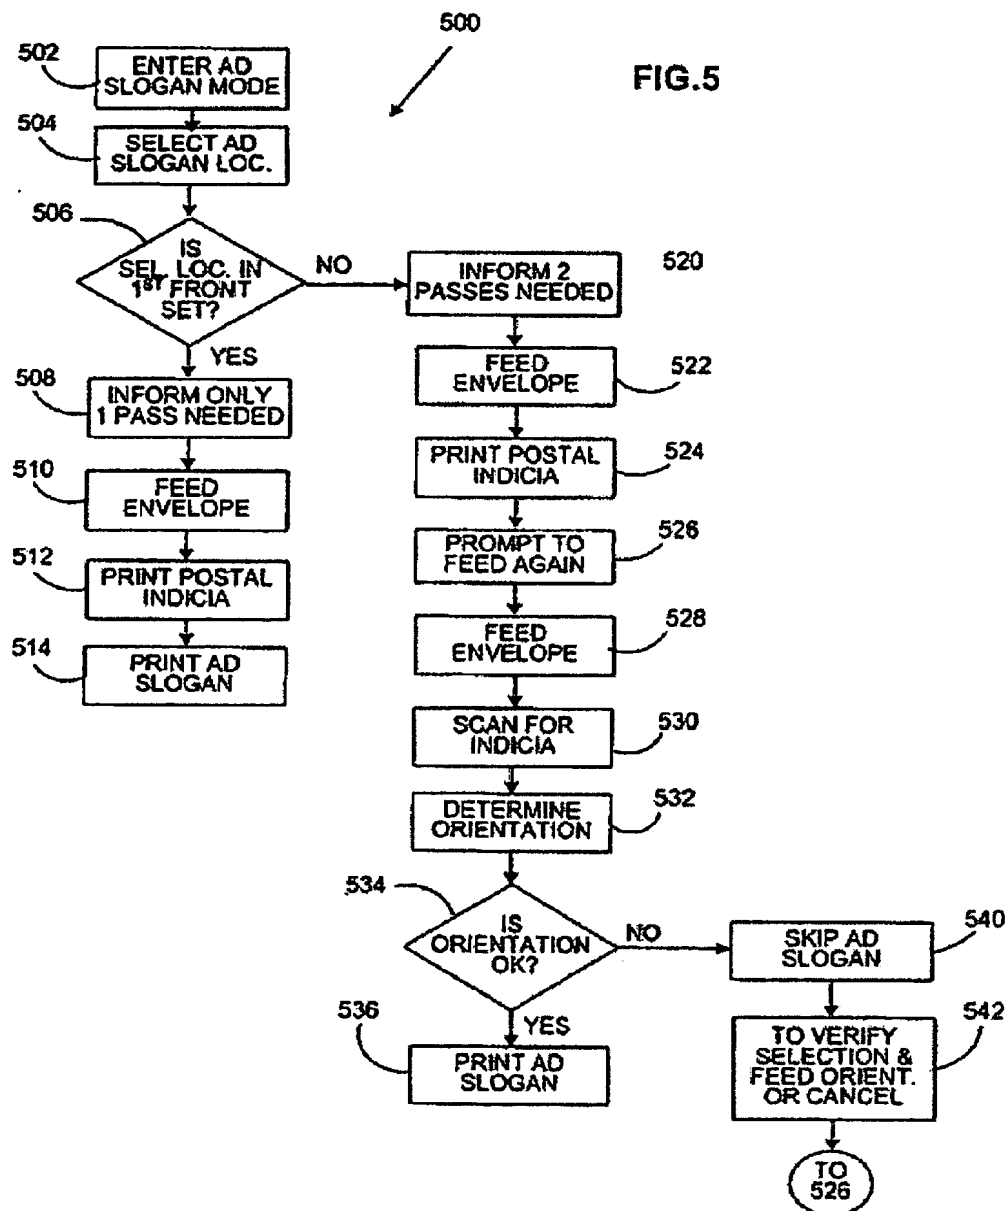 500
FIG.5
502
ENTER AD
SLOGAN MODE
504
SELECT AD
SLOGAN LOC.
506
IS
SEL. LOC. IN
1ST FRONT
SET?
NO
YES
508
INFORM ONLY
1 PASS NEEDED
510
FEED
ENVELOPE
512
PRINT POSTAL
INDICIA
514
PRINT AD
SLOGAN
520
INFORM 2
PASSES NEEDED
522
FEED
ENVELOPE
524
PRINT POSTAL
INDICIA
526
PROMPT TO
FEED AGAIN
528
FEED
ENVELOPE
530
SCAN FOR
INDICIA
532
DETERMINE
ORIENTATION
534
IS
ORIENTATION
OK?
NO
YES
536
PRINT AD
SLOGAN
540
SKIP AD
SLOGAN
542
TO VERIFY
SELECTION &
FEED ORIENT.
OR CANCEL
TO
526